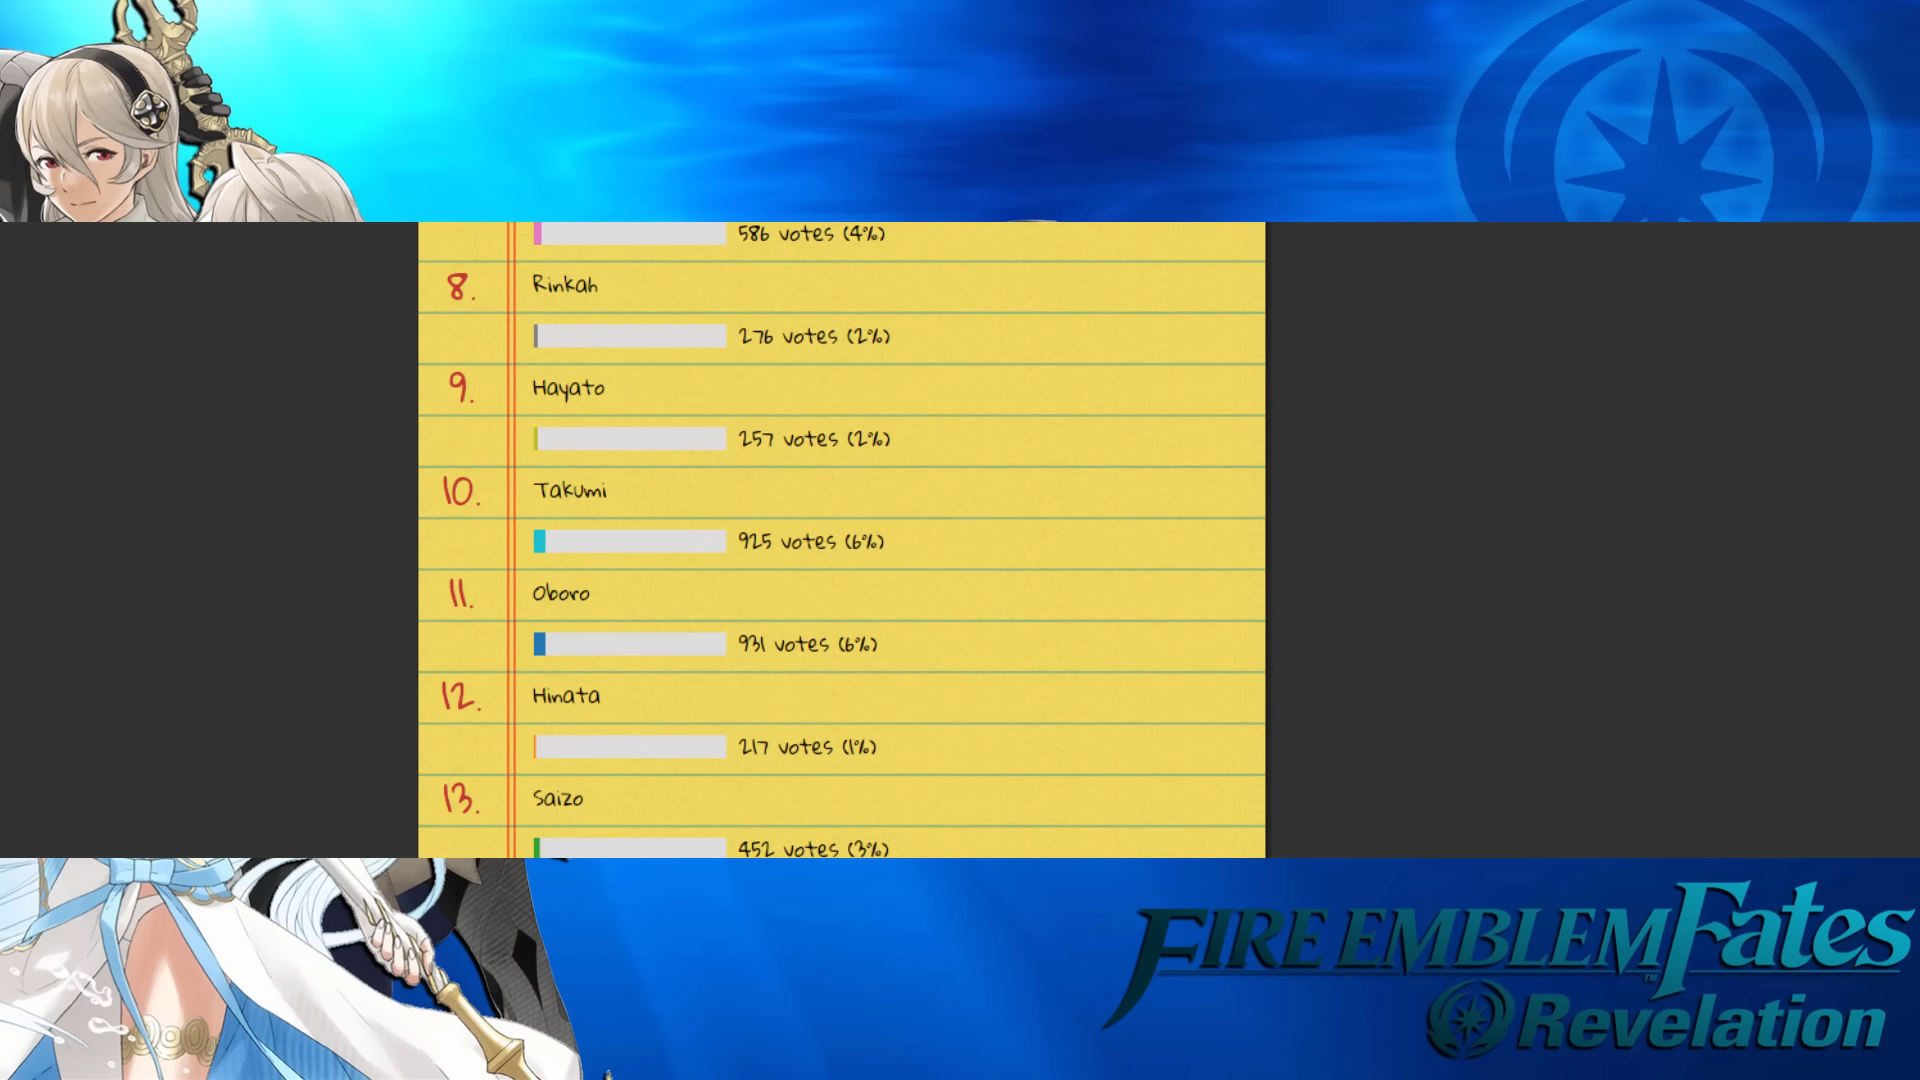 586 votes (4%)
8. Rinkah
276 votes (2%)
9. Hayato
257 votes (2%)
10. Takumi
925 votes (6%)
11. Oboro
931 votes (6%)
12. Hinata
217 votes (1%)
13. Saizo
452 votes (3%)
FIRE EMBLEM Fates
TM
Revelation